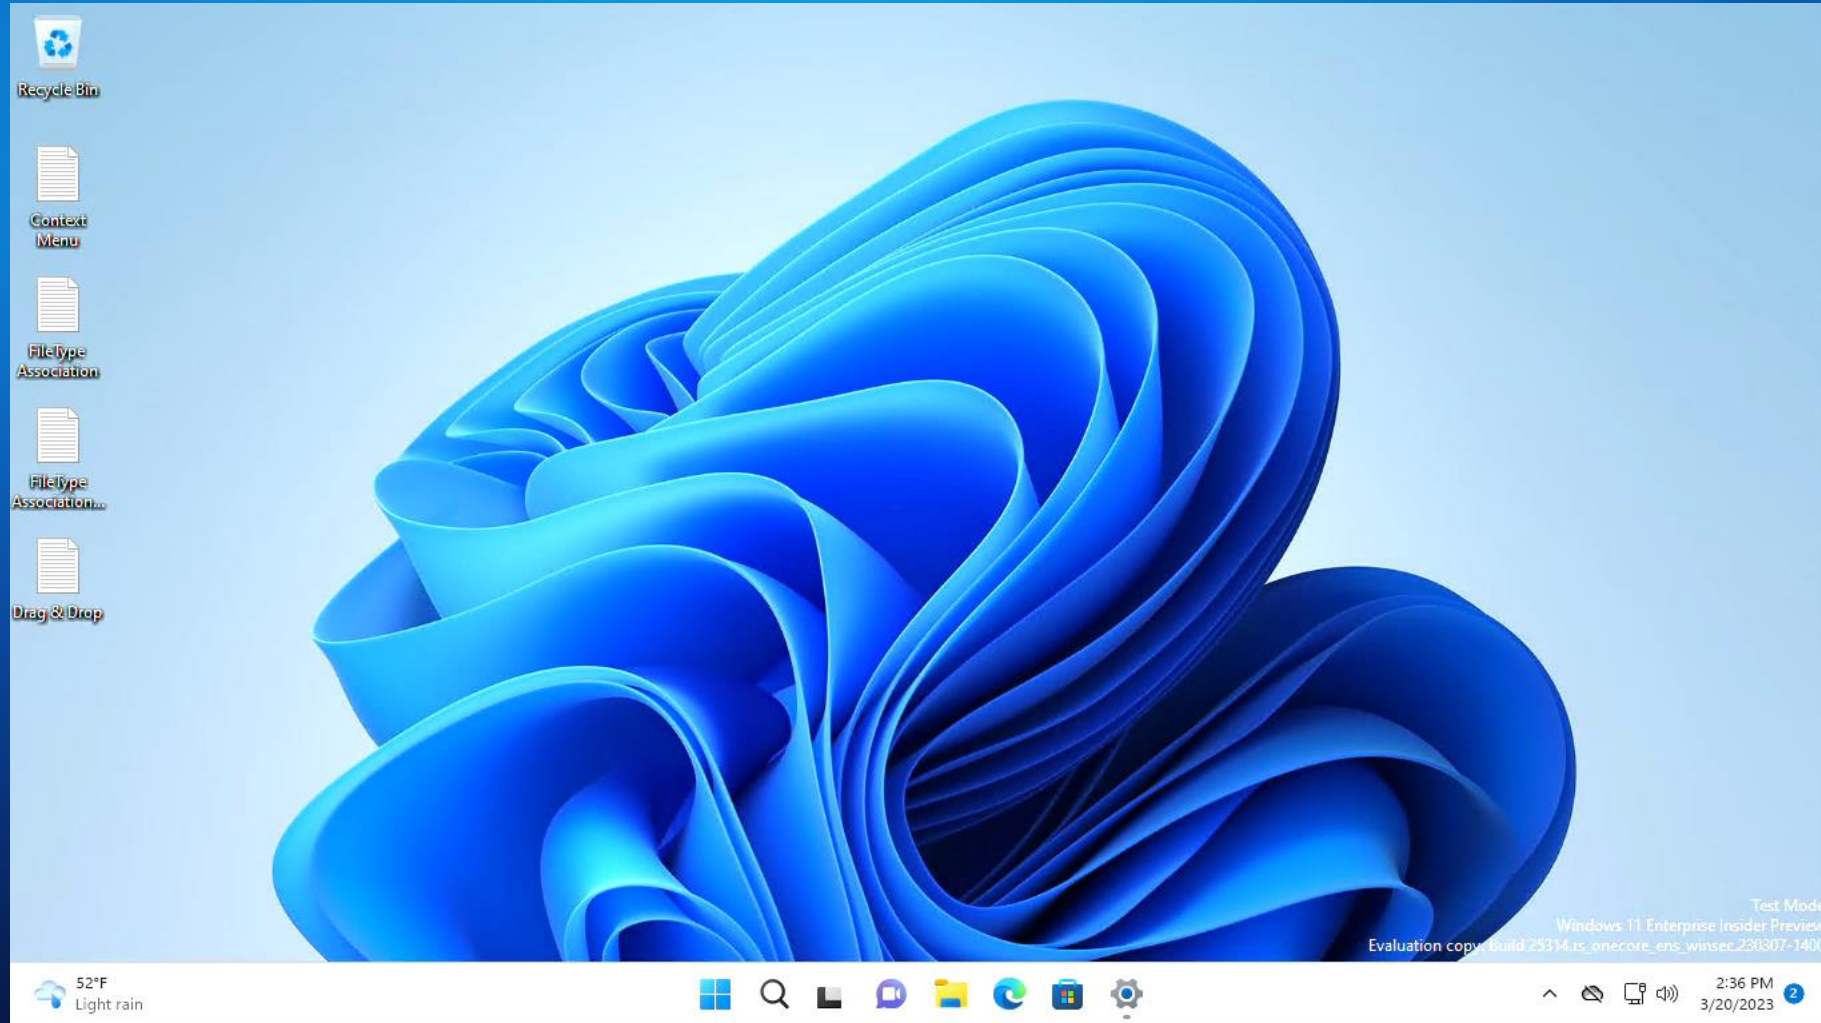 Recycle Bin
Context
Menu
FileType
Association
FileType
Association...
Drag & Drop
Test Mode
Windows 11 Enterprise Insider Preview
Evaluation copy. Build 25314.rs_onecore_ens_winsec.230307-1400
52°F
Light rain
2:36 PM
3/20/2023
2